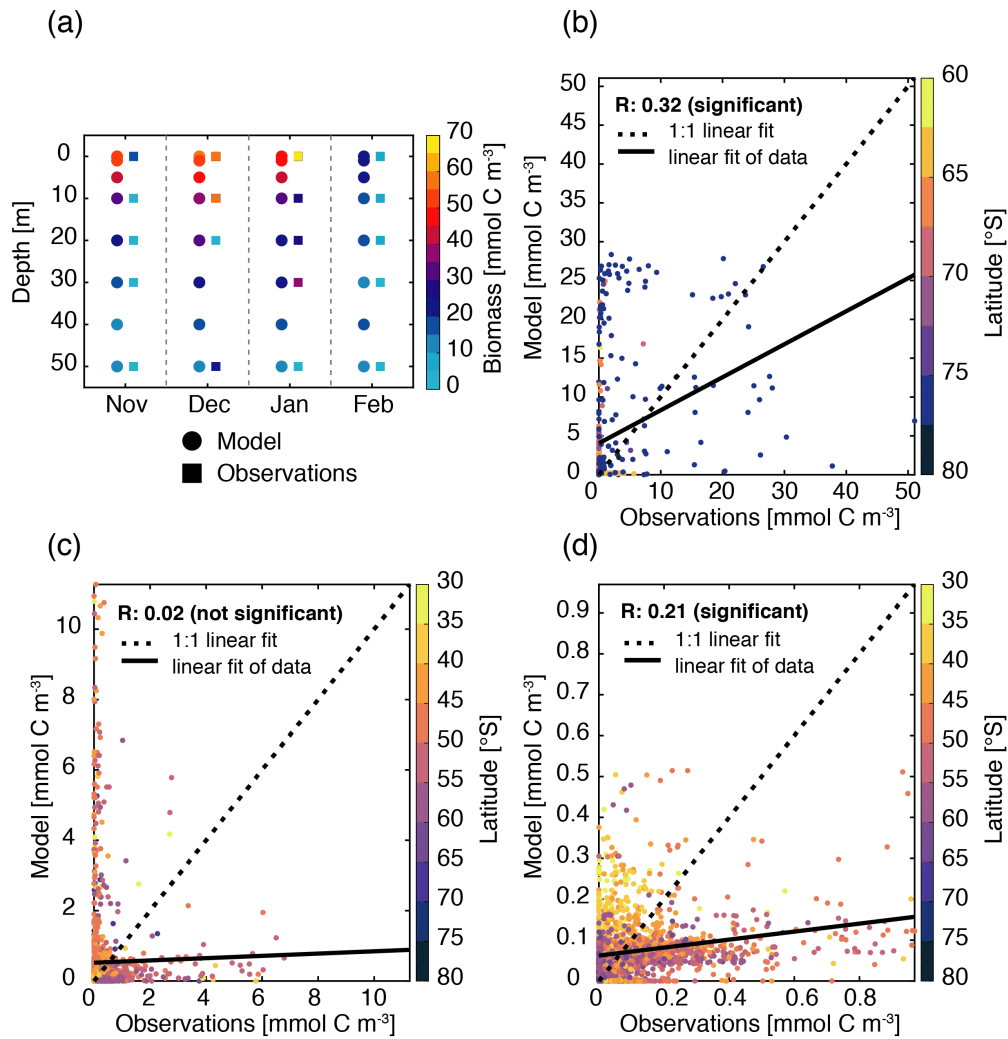 (a)
0
10
20
30
40
50
Depth [m]
Nov Dec Jan Feb
Model
Observations
70
60
50
40
30
20
10
0
Biomass [mmol C m⁻³]
(b)
R: 0.32 (significant)
1:1 linear fit
linear fit of data
50
45
40
35
30
25
20
15
10
5
0
Model [mmol C m⁻³]
0 10 20 30 40 50
Observations [mmol C m⁻³]
60
65
70
75
80
Latitude [°S]
(c)
R: 0.02 (not significant)
1:1 linear fit
linear fit of data
10
8
6
4
2
0
Model [mmol C m⁻³]
0 2 4 6 8 10
Observations [mmol C m⁻³]
30
35
40
45
50
55
60
65
70
75
80
Latitude [°S]
(d)
R: 0.21 (significant)
1:1 linear fit
linear fit of data
0.9
0.8
0.7
0.6
0.5
0.4
0.3
0.2
0.1
0
Model [mmol C m⁻³]
0 0.2 0.4 0.6 0.8
Observations [mmol C m⁻³]
30
35
40
45
50
55
60
65
70
75
80
Latitude [°S]